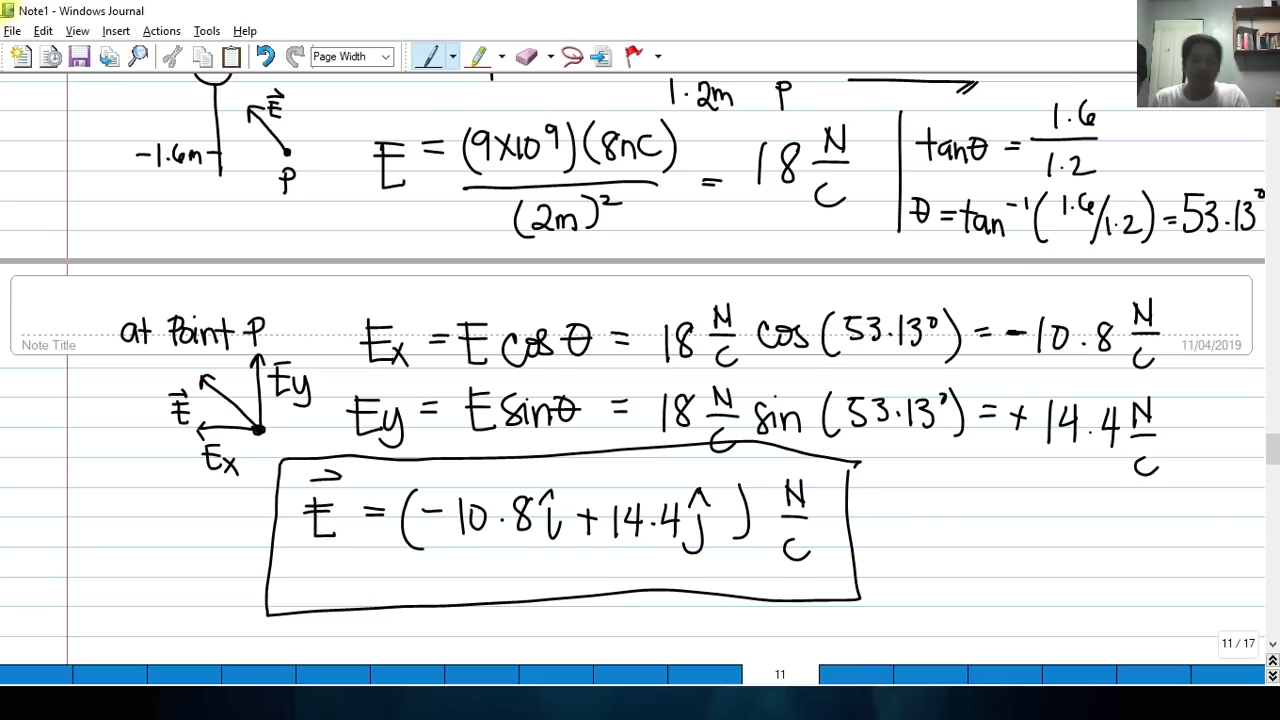 Note1 - Windows Journal
File Edit View Insert Actions Tools Help
Page Width
1.2m P
E⃗
-1.6m
P
E = (9x10⁹)(8nC) / (2m)² = 18 N/C
tanθ = 1.6 / 1.2
θ = tan⁻¹(1.6/1.2) = 53.13°
at Point P
Ex = E cosθ = 18 N/C cos(53.13°) = -10.8 N/C
Note Title
11/04/2019
E⃗ Ey
Ex
Ey = E sinθ = 18 N/C sin(53.13°) = +14.4 N/C
E⃗ = (-10.8î + 14.4ĵ) N/C
11 / 17
11